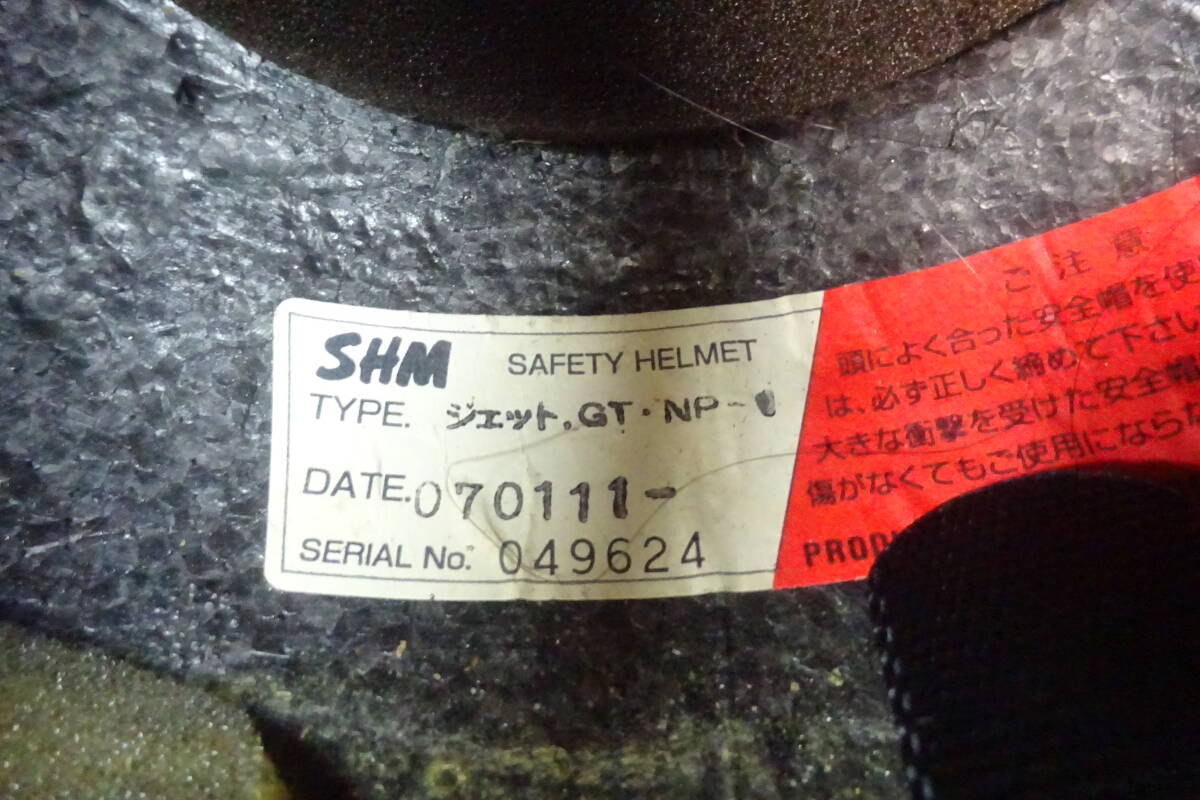 SHM SAFETY HELMET
TYPE. ジェット.GT・NP-
DATE. 070111-
SERIAL No. 049624
ご注意
頭によく合った安全帽を使
は、必ず正しく締めて下さい
大きな衝撃を受けた安全帽
傷がなくてもご使用にならな
PRODU